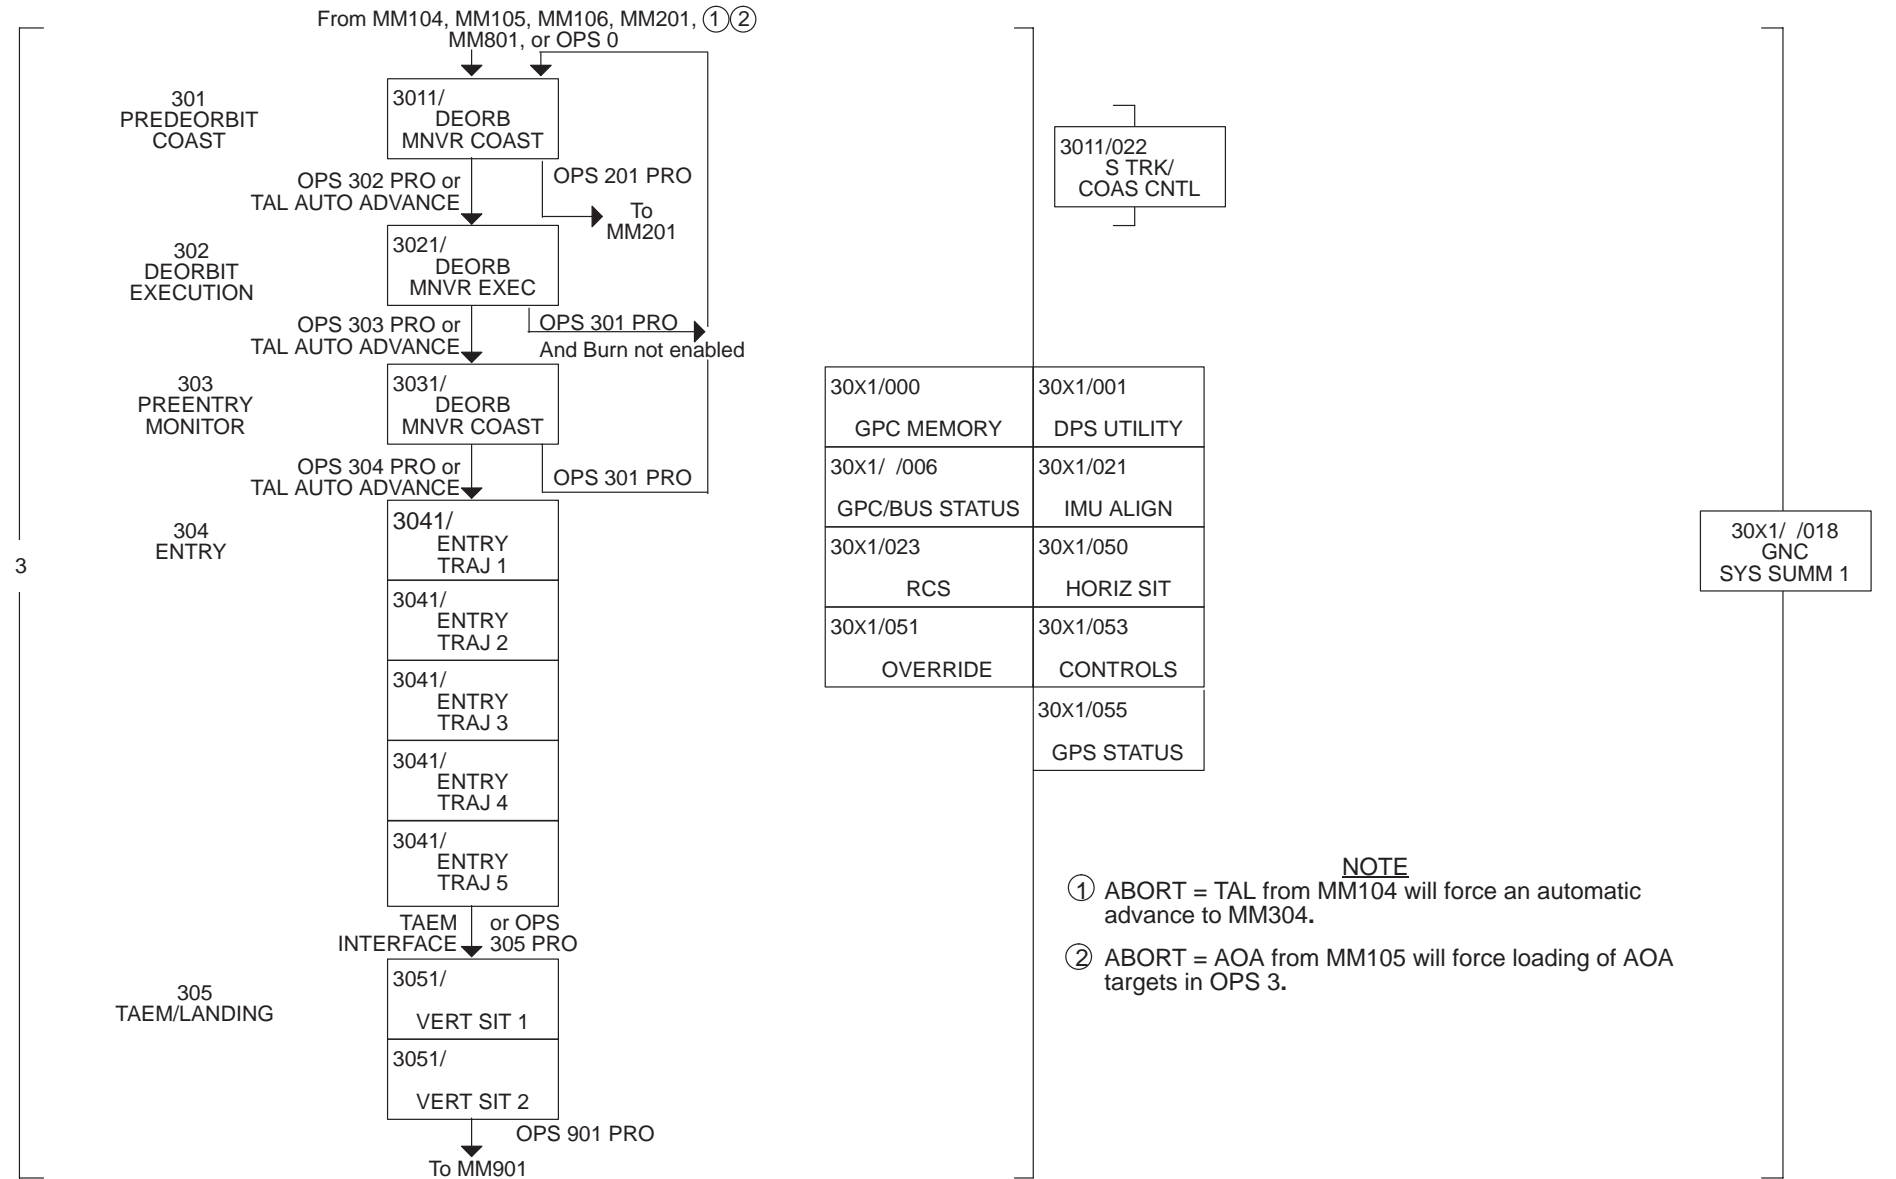 From MM104, MM105, MM106, MM201, ①②
MM801, or OPS 0
301
PREDEORBIT
COAST
3011/
DEORB
MNVR COAST
OPS 302 PRO or
TAL AUTO ADVANCE
OPS 201 PRO
To
MM201
302
DEORBIT
EXECUTION
3021/
DEORB
MNVR EXEC
OPS 303 PRO or
TAL AUTO ADVANCE
OPS 301 PRO
And Burn not enabled
303
PREENTRY
MONITOR
3031/
DEORB
MNVR COAST
OPS 304 PRO or
TAL AUTO ADVANCE
OPS 301 PRO
3
304
ENTRY
3041/
ENTRY
TRAJ 1
3041/
ENTRY
TRAJ 2
3041/
ENTRY
TRAJ 3
3041/
ENTRY
TRAJ 4
3041/
ENTRY
TRAJ 5
TAEM
INTERFACE
or OPS
305 PRO
305
TAEM/LANDING
3051/
VERT SIT 1
3051/
VERT SIT 2
OPS 901 PRO
To MM901
3011/022
S TRK/
COAS CNTL
30X1/000
GPC MEMORY
30X1/001
DPS UTILITY
30X1/ /006
GPC/BUS STATUS
30X1/021
IMU ALIGN
30X1/023
RCS
30X1/050
HORIZ SIT
30X1/051
OVERRIDE
30X1/053
CONTROLS
30X1/055
GPS STATUS
30X1/ /018
GNC
SYS SUMM 1
NOTE
① ABORT = TAL from MM104 will force an automatic
advance to MM304.
② ABORT = AOA from MM105 will force loading of AOA
targets in OPS 3.